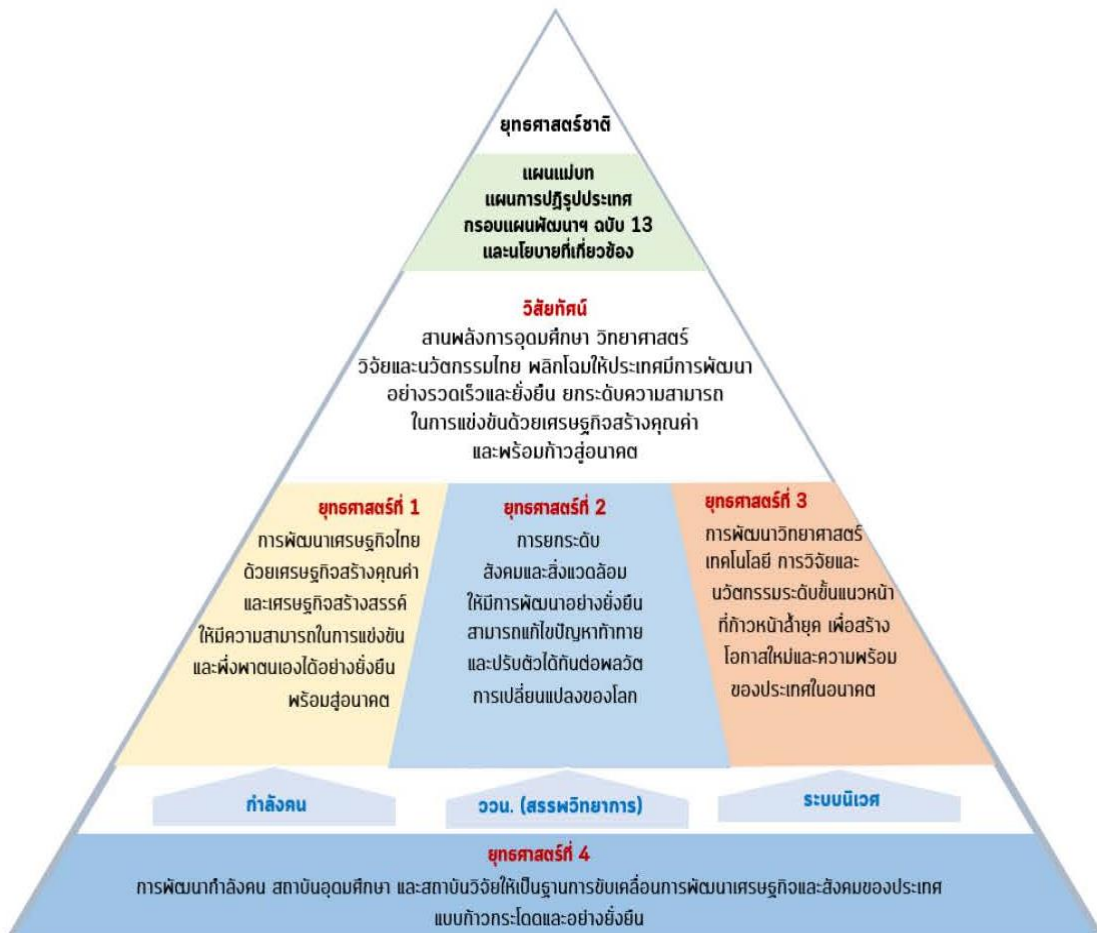 ยุทธศาสตร์ชาติ
แผนแม่บท
แผนการปฏิรูปประเทศ
กรอบแผนพัฒนาฯ ฉบับ 13
และนโยบายที่เกี่ยวข้อง
วิสัยทัศน์
สานพลังการอุดมศึกษา วิทยาศาสตร์
วิจัยและนวัตกรรมไทย พลิกโฉมให้ประเทศมีการพัฒนา
อย่างรวดเร็วและยั่งยืน ยกระดับความสามารถ
ในการแข่งขันด้วยเศรษฐกิจสร้างคุณค่า
และพร้อมก้าวสู่อนาคต
ยุทธศาสตร์ที่ 1
การพัฒนาเศรษฐกิจไทย
ด้วยเศรษฐกิจสร้างคุณค่า
และเศรษฐกิจสร้างสรรค์
ให้มีความสามารถในการแข่งขัน
และพึ่งพาตนเองได้อย่างยั่งยืน
พร้อมสู่อนาคต
ยุทธศาสตร์ที่ 2
การยกระดับ
สังคมและสิ่งแวดล้อม
ให้มีการพัฒนาอย่างยั่งยืน
สามารถแก้ไขปัญหาท้าทาย
และปรับตัวได้ทันต่อพลวัต
การเปลี่ยนแปลงของโลก
ยุทธศาสตร์ที่ 3
การพัฒนาวิทยาศาสตร์
เทคโนโลยี การวิจัยและ
นวัตกรรมระดับขั้นแนวหน้า
ที่ก้าวหน้าล้ำยุค เพื่อสร้าง
โอกาสใหม่และความพร้อม
ของประเทศในอนาคต
กำลังคน
ววน. (สรรพวิทยาการ)
ระบบนิเวศ
ยุทธศาสตร์ที่ 4
การพัฒนากำลังคน สถาบันอุดมศึกษา และสถาบันวิจัยให้เป็นฐานการขับเคลื่อนการพัฒนาเศรษฐกิจและสังคมของประเทศ
แบบก้าวกระโดดและอย่างยั่งยืน